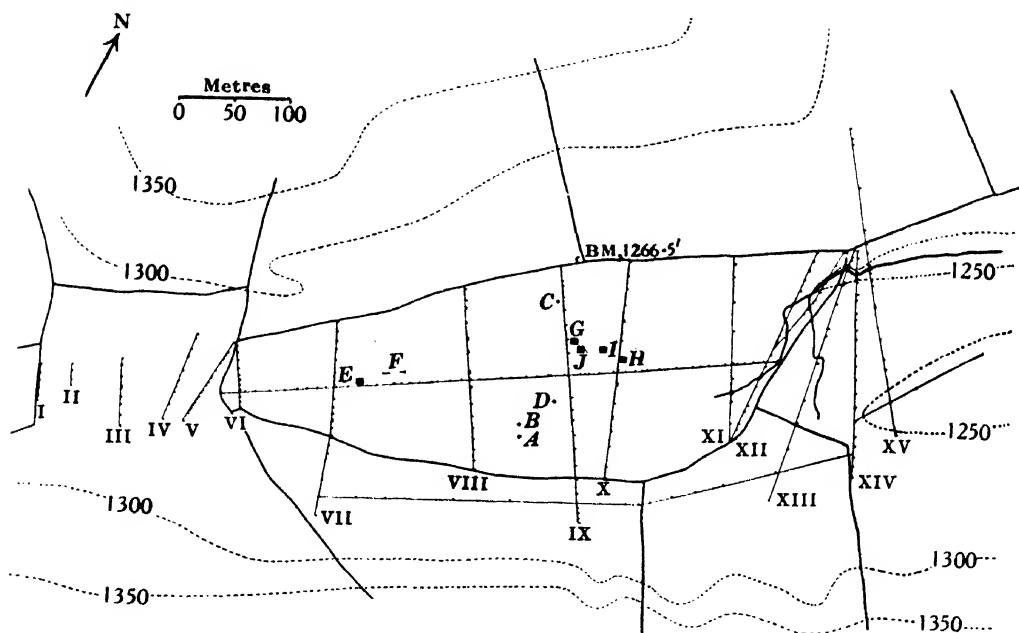 N
Metres
0 50 100
1350
1300
BM, 1266·5'
1250
C
G
J
I
H
E
F
D
B
A
I
II
III
IV
V
VI
VII
VIII
IX
X
XI
XII
XIII
XIV
XV
1250
1300
1350
1300
1350